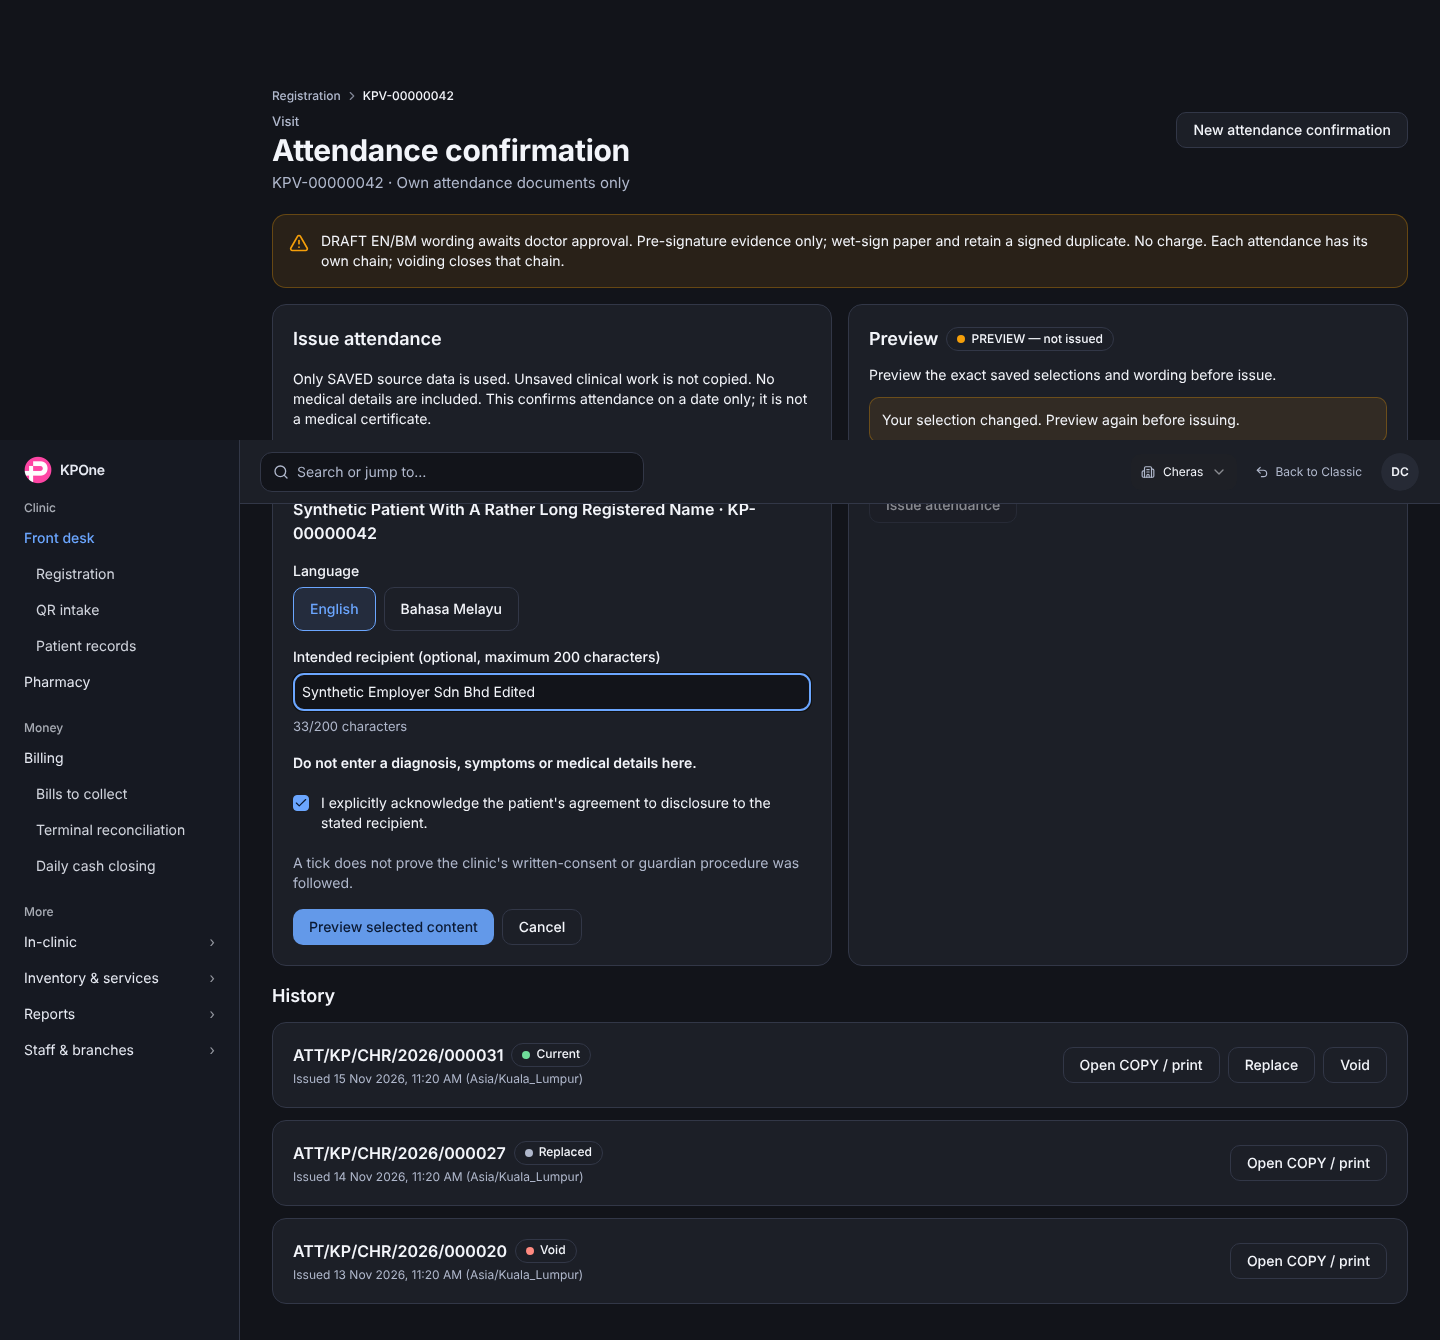 Registration > KPV-00000042
Visit
Attendance confirmation
KPV-00000042 · Own attendance documents only
New attendance confirmation
DRAFT EN/BM wording awaits doctor approval. Pre-signature evidence only; wet-sign paper and retain a signed duplicate. No charge. Each attendance has its
own chain; voiding closes that chain.
Issue attendance
Only SAVED source data is used. Unsaved clinical work is not copied. No
medical details are included. This confirms attendance on a date only; it is not
a medical certificate.
Preview
PREVIEW — not issued
Preview the exact saved selections and wording before issue.
Your selection changed. Preview again before issuing.
KPOne
Search or jump to...
Cheras
Back to Classic
DC
Clinic
Front desk
Registration
QR intake
Patient records
Pharmacy
Money
Billing
Bills to collect
Terminal reconciliation
Daily cash closing
More
In-clinic
Inventory & services
Reports
Staff & branches
Synthetic Patient With A Rather Long Registered Name · KP-
00000042
Language
English
Bahasa Melayu
Intended recipient (optional, maximum 200 characters)
Synthetic Employer Sdn Bhd Edited
33/200 characters
Do not enter a diagnosis, symptoms or medical details here.
I explicitly acknowledge the patient's agreement to disclosure to the
stated recipient.
A tick does not prove the clinic's written-consent or guardian procedure was
followed.
Preview selected content
Cancel
Issue attendance
History
ATT/KP/CHR/2026/000031
Current
Issued 15 Nov 2026, 11:20 AM (Asia/Kuala_Lumpur)
Open COPY / print
Replace
Void
ATT/KP/CHR/2026/000027
Replaced
Issued 14 Nov 2026, 11:20 AM (Asia/Kuala_Lumpur)
Open COPY / print
ATT/KP/CHR/2026/000020
Void
Issued 13 Nov 2026, 11:20 AM (Asia/Kuala_Lumpur)
Open COPY / print